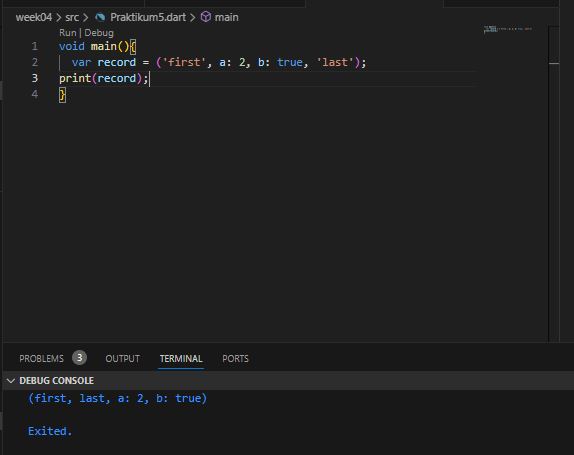 week04 > src > Praktikum5.dart > main
Run | Debug
1 void main(){
2 var record = ('first', a: 2, b: true, 'last');
3 print(record);
4 }
PROBLEMS 3 OUTPUT TERMINAL PORTS
DEBUG CONSOLE
(first, last, a: 2, b: true)
Exited.